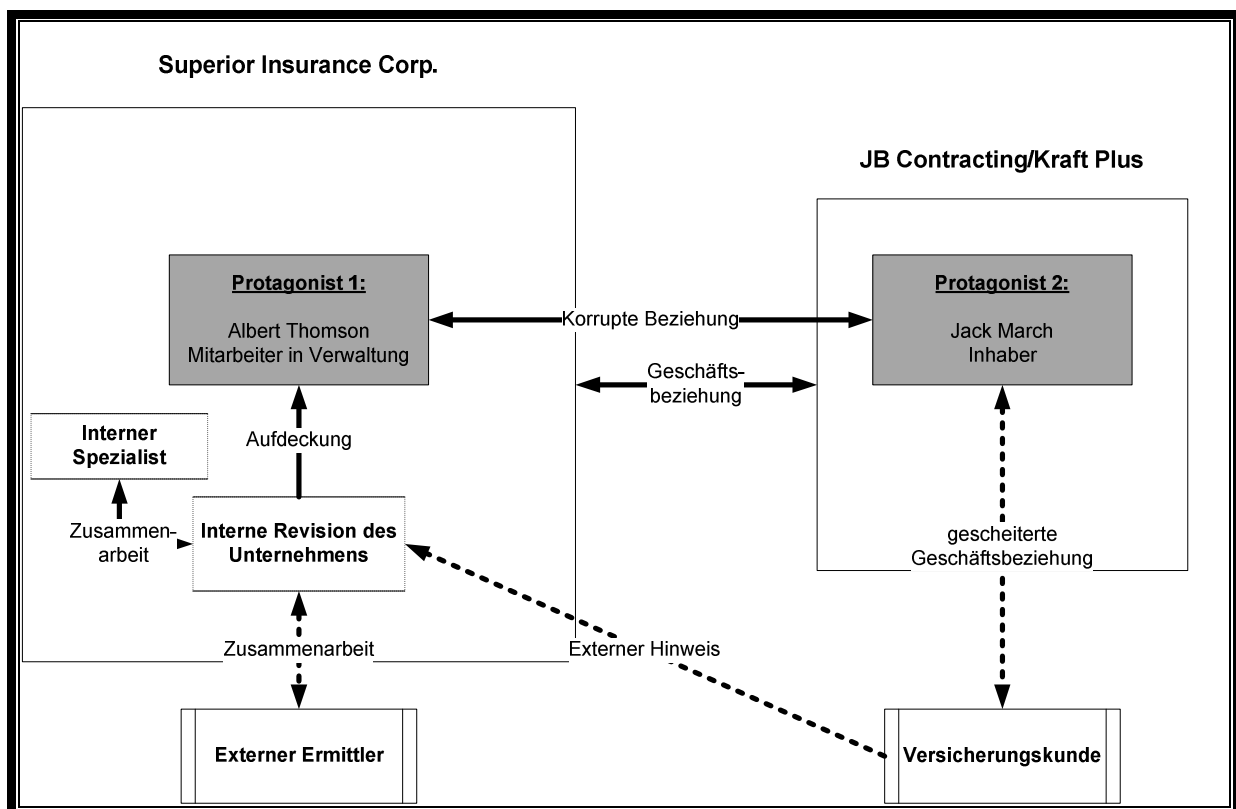 Superior Insurance Corp.
JB Contracting/Kraft Plus
Protagonist 1:
Albert Thomson
Mitarbeiter in Verwaltung
Korrupte Beziehung
Protagonist 2:
Jack March
Inhaber
Geschäfts-
beziehung
Aufdeckung
Interner
Spezialist
Zusammen-
arbeit
Interne Revision des
Unternehmens
gescheiterte
Geschäftsbeziehung
Zusammenarbeit
Externer Hinweis
Externer Ermittler
Versicherungskunde